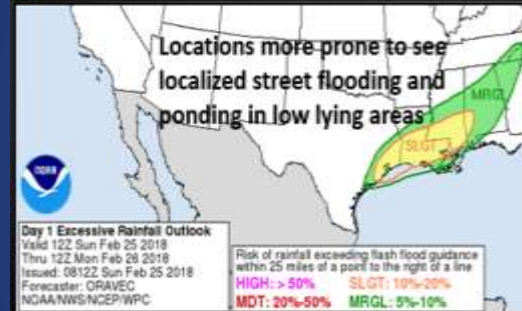 Locations more prone to see
localized street flooding and
ponding in low lying areas
MRGL
SLGT
NOAA
Day 1 Excessive Rainfall Outlook
Valid 12Z Sun Feb 25 2018
Thru 12Z Mon Feb 26 2018
Issued: 0812Z Sun Feb 25 2018
Forecaster: ORAVEC
NOAA/NWS/NCEP/WPC
Risk of rainfall exceeding flash flood guidance
within 25 miles of a point to the right of a line
HIGH: > 50% SLGT: 10%-20%
MDT: 20%-50% MRGL: 5%-10%